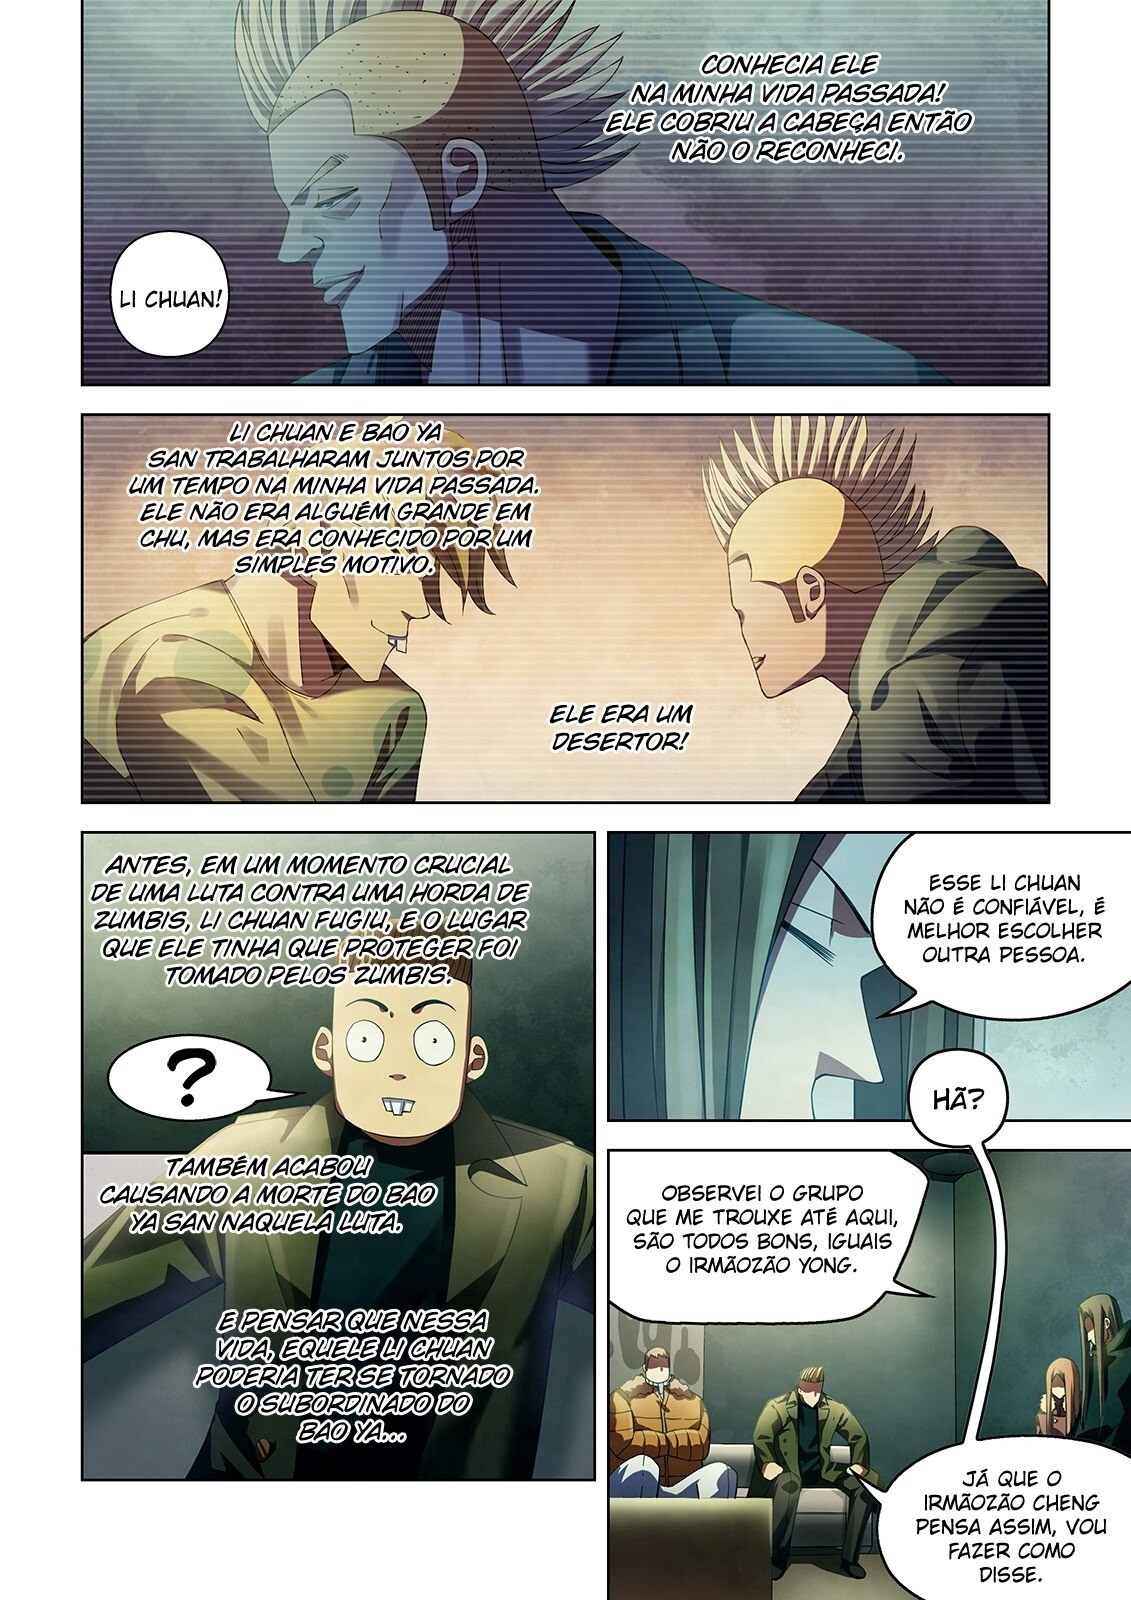 CONHECIA ELE
NA MINHA VIDA PASSADA!
ELE COBRIU A CABEÇA ENTÃO
NÃO O RECONHECI.
LI CHUAN!
LI CHUAN E BAO YA
SAN TRABALHARAM JUNTOS POR
UM TEMPO NA MINHA VIDA PASSADA.
ELE NÃO ERA ALGUÉM GRANDE EM
CHU, MAS ERA CONHECIDO POR UM
SIMPLES MOTIVO.
ELE ERA UM
DESERTOR!
ANTES, EM UM MOMENTO CRUCIAL
DE UMA LUTA CONTRA UMA HORDA DE
ZUMBIS, LI CHUAN FUGIU, E O LUGAR
QUE ELE TINHA QUE PROTEGER FOI
TOMADO PELOS ZUMBIS.
?
TAMBÉM ACABOU
CAUSANDO A MORTE DO BAO
YA SAN NAQUELA LUTA.
E PENSAR QUE NESSA
VIDA, EQUELE LI CHUAN
PODERIA TER SE TORNADO
O SUBORDINADO DO
BAO YA...
ESSE LI CHUAN
NÃO É CONFIÁVEL, É
MELHOR ESCOLHER
OUTRA PESSOA.
HÃ?
OBSERVEI O GRUPO
QUE ME TROUXE ATÉ AQUI,
SÃO TODOS BONS, IGUAIS
O IRMÃOZÃO YONG.
JÁ QUE O
IRMÃOZÃO CHENG
PENSA ASSIM, VOU
FAZER COMO
DISSE.